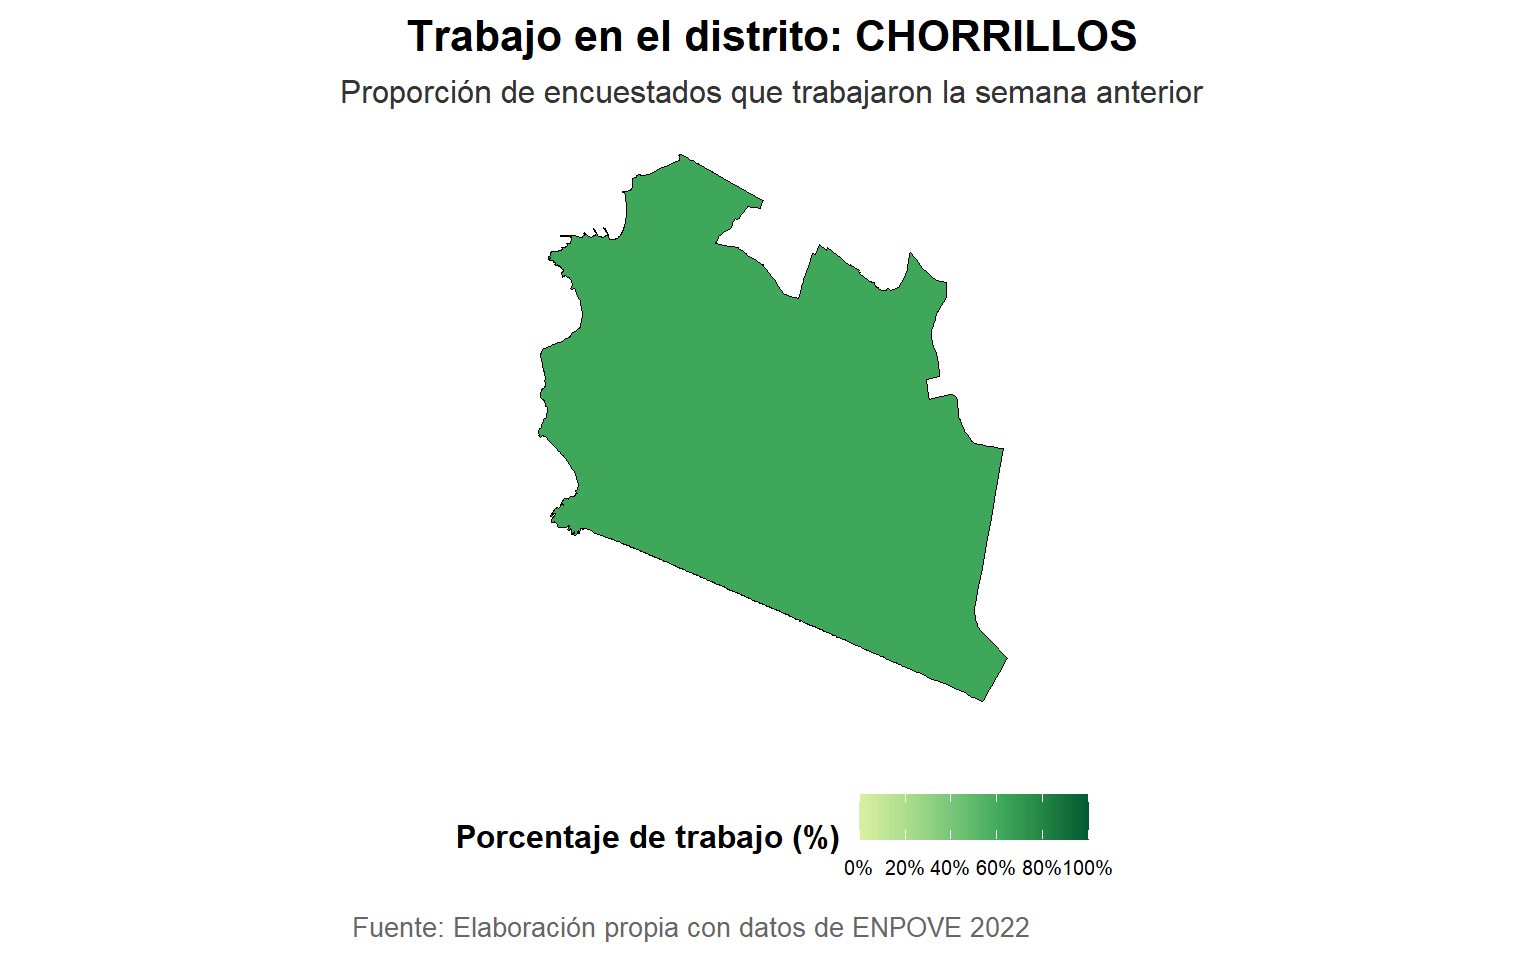 Trabajo en el distrito: CHORRILLOS
Proporción de encuestados que trabajaron la semana anterior
Porcentaje de trabajo (%)
0% 20% 40% 60% 80% 100%
Fuente: Elaboración propia con datos de ENPOVE 2022